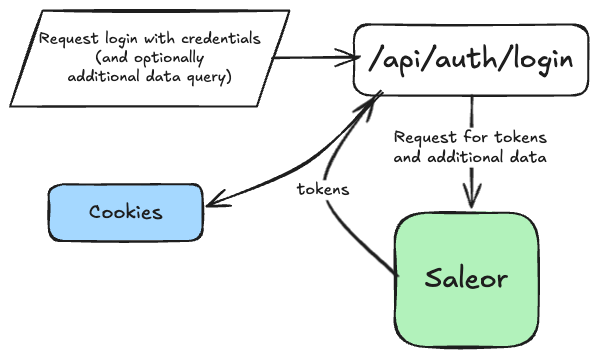 Request login with credentials
(and optionally
additional data query)
/api/auth/login
Request for tokens
and additional data
tokens
Cookies
Saleor